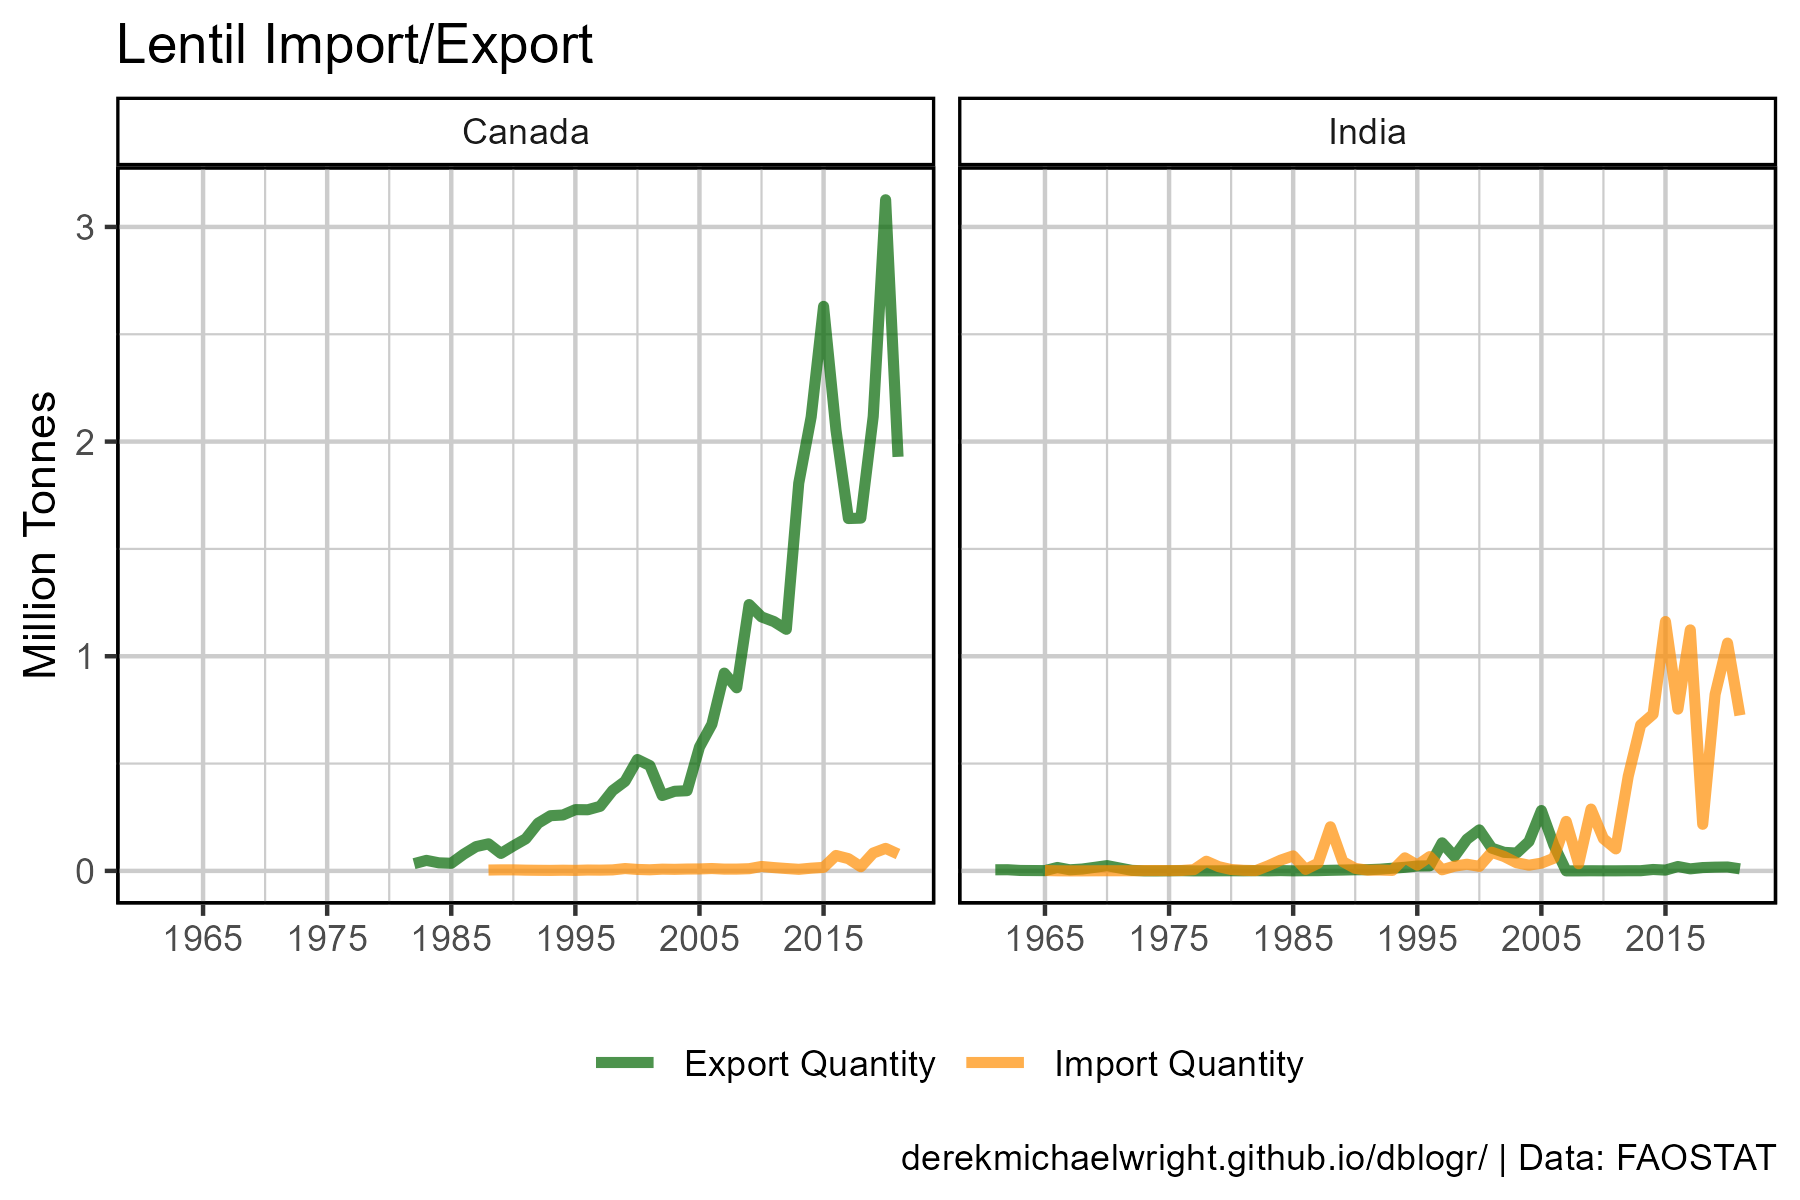 Lentil Import/Export
Canada
India
Million Tonnes
3
2
1
0
1965 1975 1985 1995 2005 2015
1965 1975 1985 1995 2005 2015
Export Quantity
Import Quantity
derekmichaelwright.github.io/dblogr/ | Data: FAOSTAT